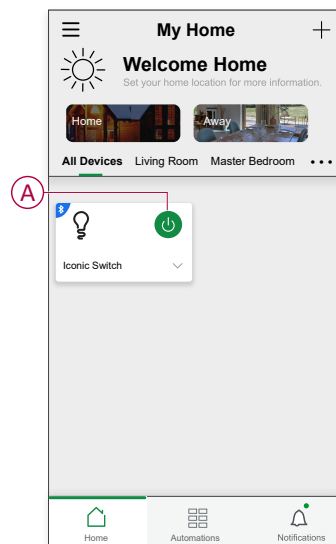 My Home
Welcome Home
Set your home location for more information.
Home Away
All Devices Living Room Master Bedroom
A
Iconic Switch
Home Automations Notifications